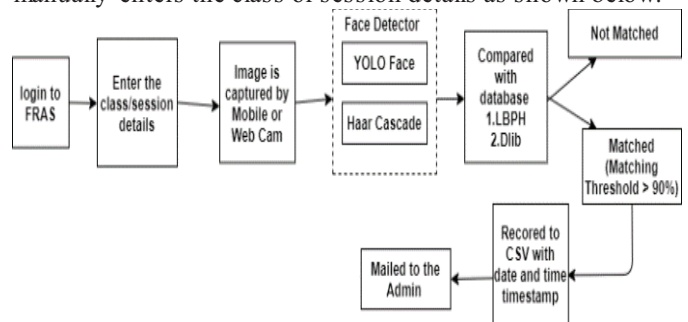 manually enters the class or session details as shown below.
login to
FRAS
Enter the
class/session
details
Image is
captured by
Mobile or
Web Cam
Face Detector
YOLO Face
Haar Cascade
Compared
with
database
1.LBPH
2.Dlib
Not Matched
Matched
(Matching
Threshold > 90%)
Recored to
CSV with
date and time
timestamp
Mailed to the
Admin